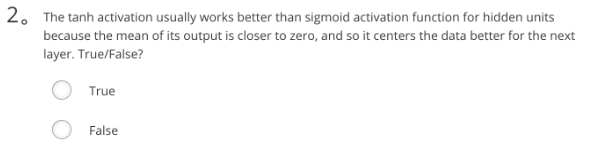 2。 The tanh activation usually works better than sigmoid activation function for hidden units
because the mean of its output is closer to zero, and so it centers the data better for the next
layer. True/False?
True
False